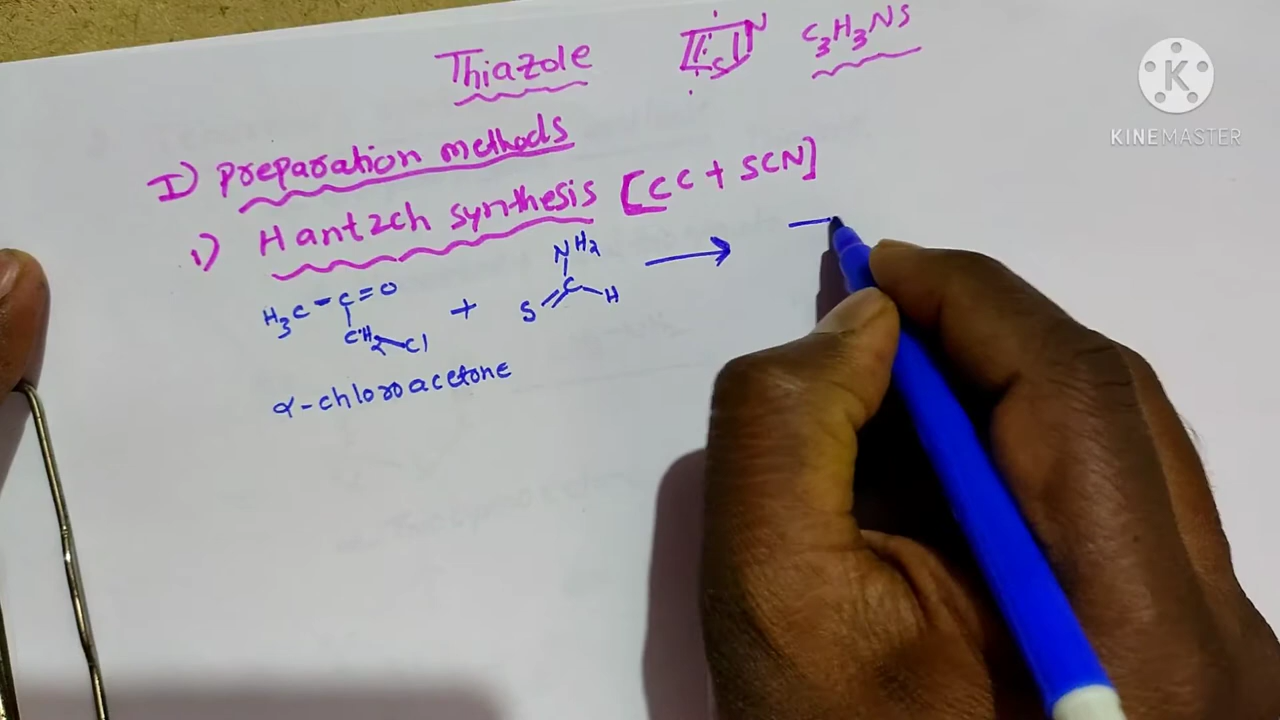 Thiazole N S C3H3NS
I) preparation methods
1) Hantzch synthesis [CC + SCN]
NH2
H3C - C = O + S C H
CH2 Cl
α-chloroacetone
K
KINEMASTER